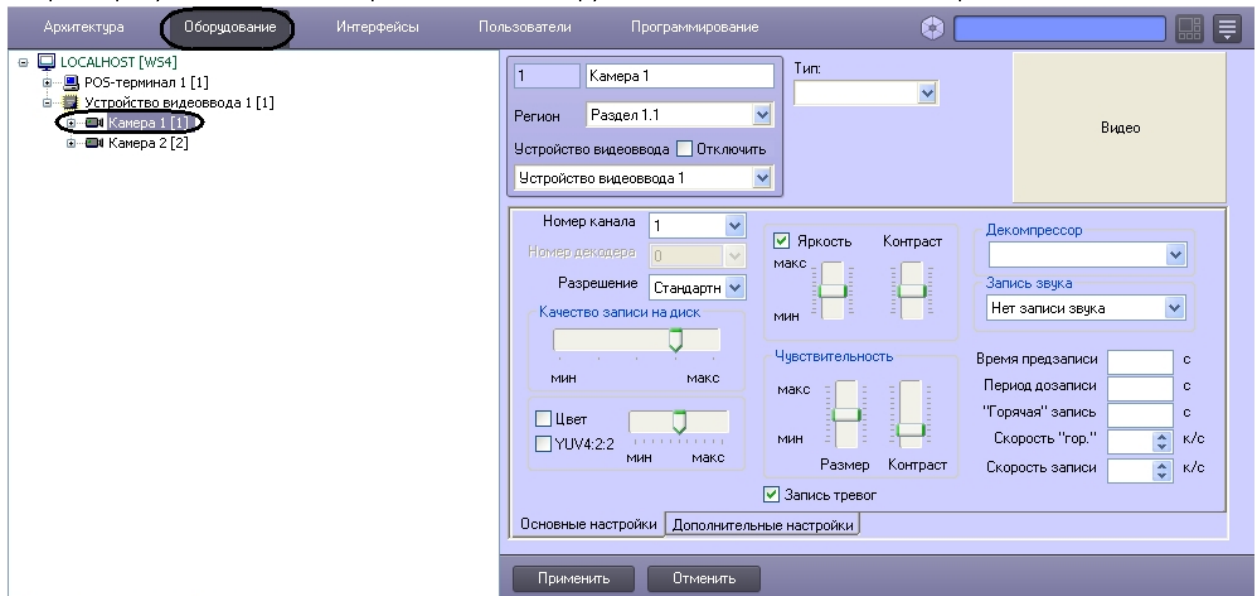 Архитектура Оборудование Интерфейсы Пользователи Программирование
LOCALHOST [WS4]
POS-терминал 1 [1]
Устройство видеоввода 1 [1]
Камера 1 [1]
Камера 2 [2]
1 Камера 1
Тип:
Регион Раздел 1.1
Устройство видеоввода Отключить
Устройство видеоввода 1
Видео
Номер канала 1
Номер декодера 0
Разрешение Стандартн
Качество записи на диск
мин макс
Цвет
YUV4:2:2
мин макс
Яркость Контраст
макс
мин
Чувствительность
макс
мин
Размер Контраст
Запись тревог
Декомпрессор
Запись звука
Нет записи звука
Время предзаписи с
Период дозаписи с
"Горячая" запись с
Скорость "гор." к/с
Скорость записи к/с
Основные настройки Дополнительные настройки
Применить Отменить